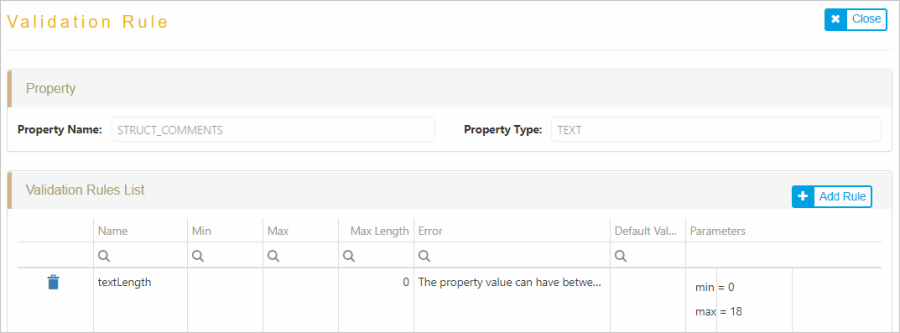 Validation Rule
Close
Property
Property Name: STRUCT_COMMENTS Property Type: TEXT
Validation Rules List
Add Rule
Name Min Max Max Length Error Default Val... Parameters
textLength 0 The property value can have betwe... min = 0
max = 18